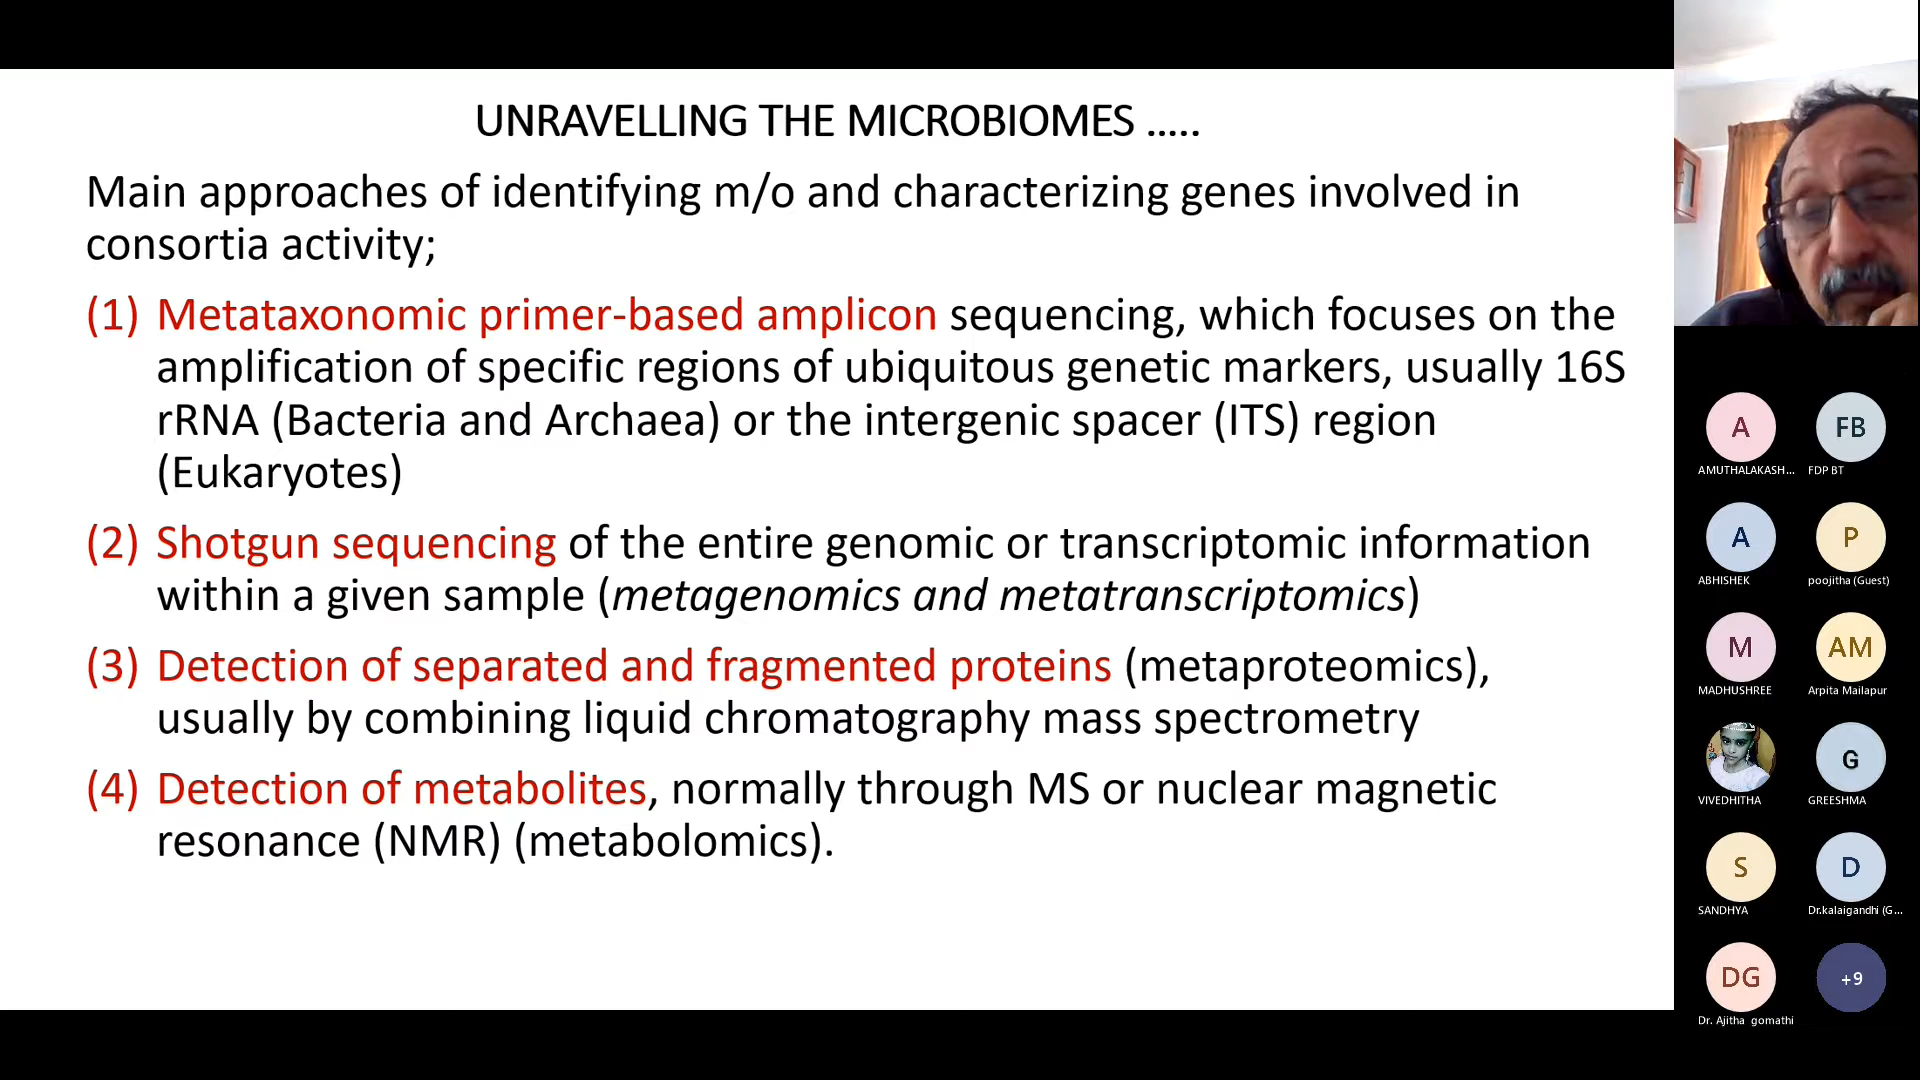 UNRAVELLING THE MICROBIOMES .....
Main approaches of identifying m/o and characterizing genes involved in
consortia activity;
(1) Metataxonomic primer-based amplicon sequencing, which focuses on the
amplification of specific regions of ubiquitous genetic markers, usually 16S
rRNA (Bacteria and Archaea) or the intergenic spacer (ITS) region
(Eukaryotes)
(2) Shotgun sequencing of the entire genomic or transcriptomic information
within a given sample (metagenomics and metatranscriptomics)
(3) Detection of separated and fragmented proteins (metaproteomics),
usually by combining liquid chromatography mass spectrometry
(4) Detection of metabolites, normally through MS or nuclear magnetic
resonance (NMR) (metabolomics).
A FB
AMUTHALAKASH... FDP BT
A P
ABHISHEK poojitha (Guest)
M AM
MADHUSHREE Arpita Mailapur
G
VIVEDHITHA GREESHMA
S D
SANDHYA Dr.kalaigandhi (G...
DG +9
Dr. Ajitha gomathi